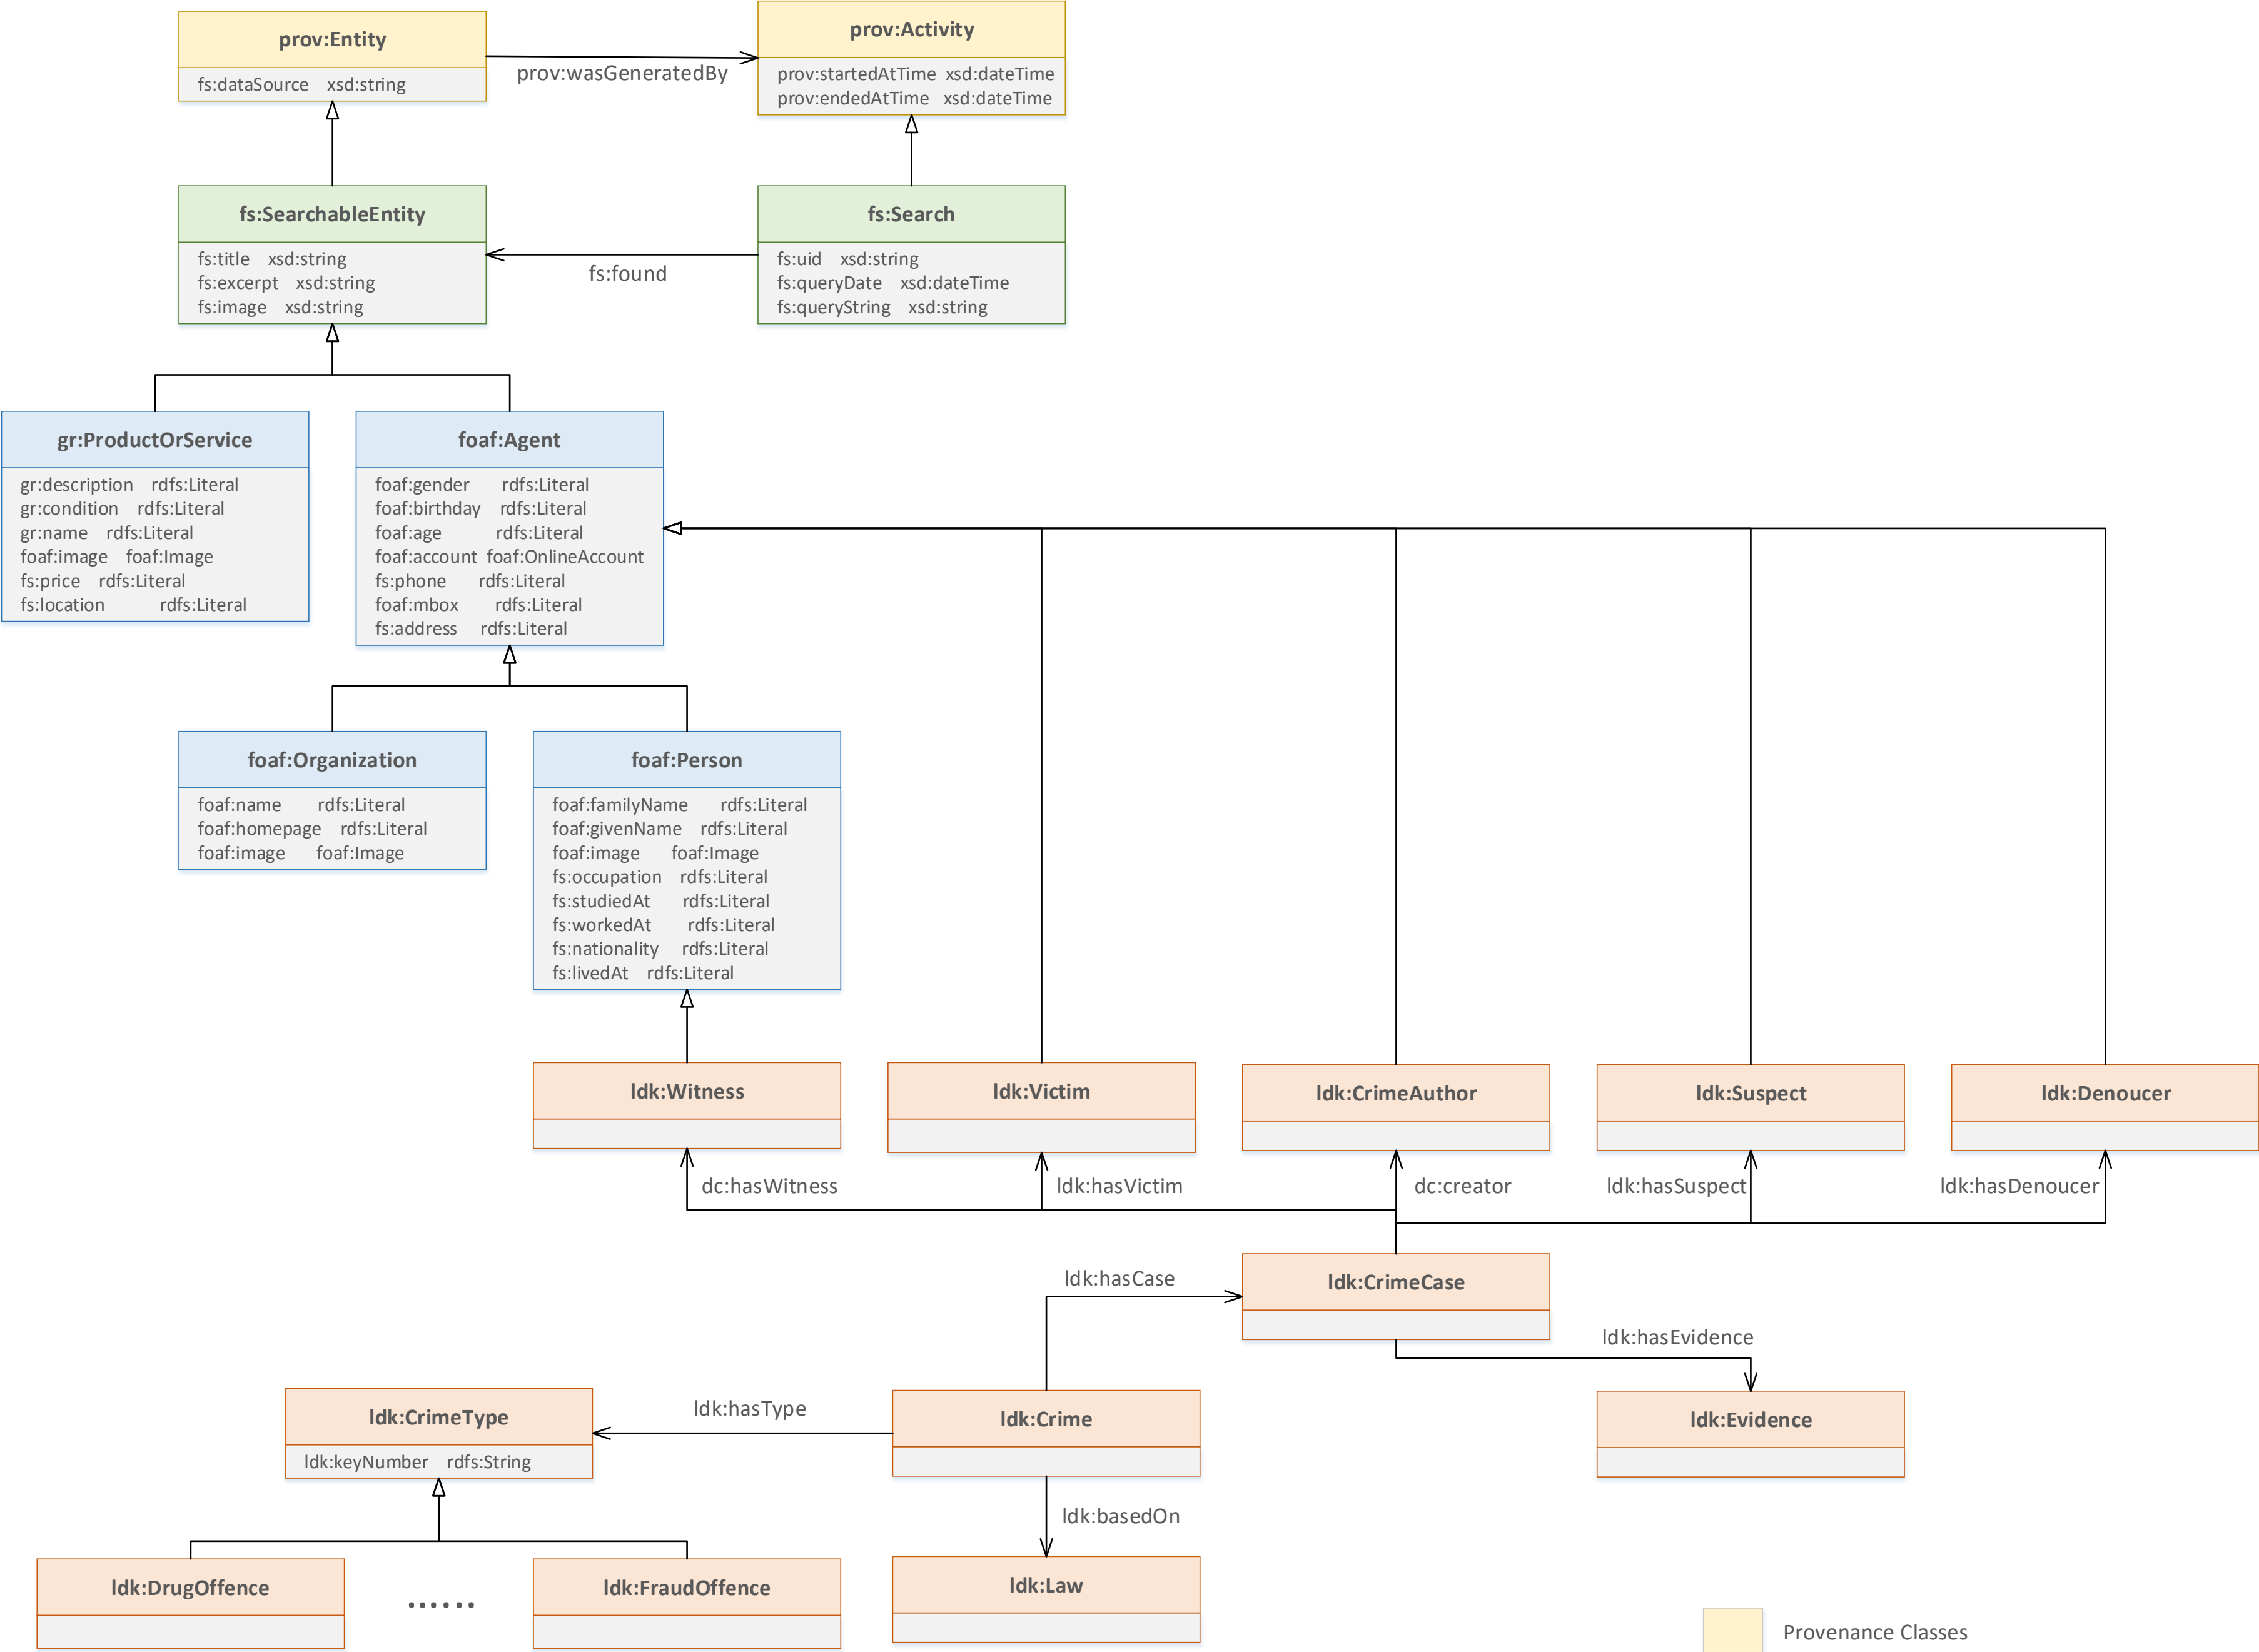 prov:Entity
fs:dataSource xsd:string
prov:wasGeneratedBy
prov:Activity
prov:startedAtTime xsd:dateTime
prov:endedAtTime xsd:dateTime
fs:SearchableEntity
fs:title xsd:string
fs:excerpt xsd:string
fs:image xsd:string
fs:found
fs:Search
fs:uid xsd:string
fs:queryDate xsd:dateTime
fs:queryString xsd:string
gr:ProductOrService
gr:description rdfs:Literal
gr:condition rdfs:Literal
gr:name rdfs:Literal
foaf:image foaf:Image
fs:price rdfs:Literal
fs:location rdfs:Literal
foaf:Agent
foaf:gender rdfs:Literal
foaf:birthday rdfs:Literal
foaf:age rdfs:Literal
foaf:account foaf:OnlineAccount
fs:phone rdfs:Literal
foaf:mbox rdfs:Literal
fs:address rdfs:Literal
foaf:Organization
foaf:name rdfs:Literal
foaf:homepage rdfs:Literal
foaf:image foaf:Image
foaf:Person
foaf:familyName rdfs:Literal
foaf:givenName rdfs:Literal
foaf:image foaf:Image
fs:occupation rdfs:Literal
fs:studiedAt rdfs:Literal
fs:workedAt rdfs:Literal
fs:nationality rdfs:Literal
fs:livedAt rdfs:Literal
ldk:Witness
ldk:Victim
ldk:CrimeAuthor
ldk:Suspect
ldk:Denoucer
dc:hasWitness
ldk:hasVictim
dc:creator
ldk:hasSuspect
ldk:hasDenoucer
ldk:hasCase
ldk:CrimeCase
ldk:hasEvidence
ldk:CrimeType
ldk:keyNumber rdfs:String
ldk:hasType
ldk:Crime
ldk:Evidence
ldk:basedOn
ldk:DrugOffence
......
ldk:FraudOffence
ldk:Law
Provenance Classes